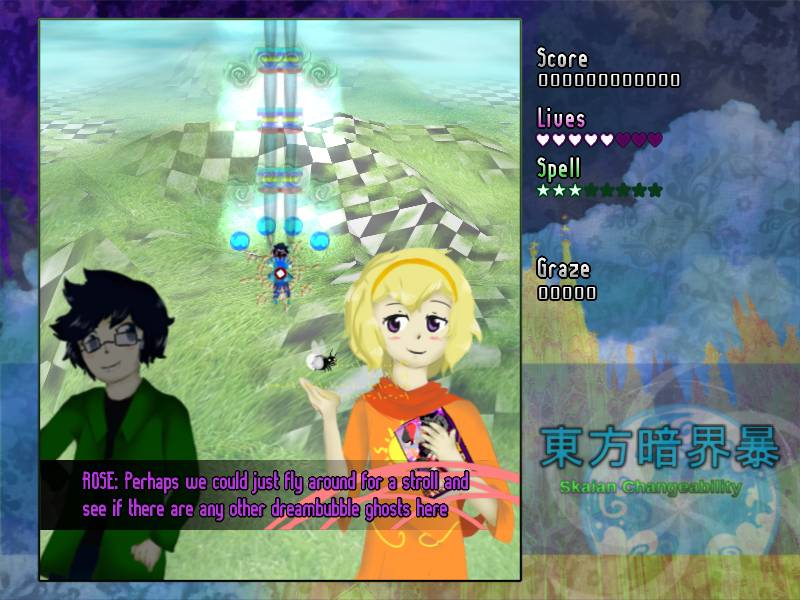 Score
000000000000
Lives
Spell
Graze
00000
東方暗界暴
Skaian Changeability
ROSE: Perhaps we could just fly around for a stroll and
see if there are any other dreambubble ghosts here